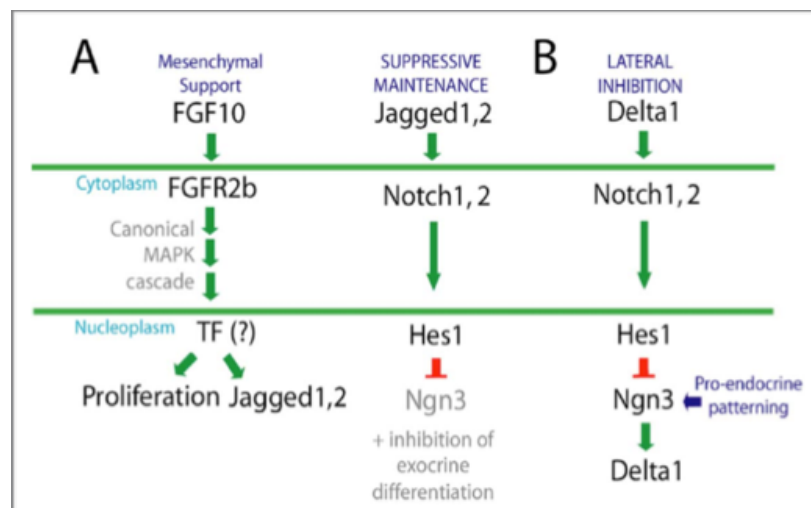 A
Mesenchymal
Support
FGF10
SUPPRESSIVE
MAINTENANCE
Jagged1,2
B
LATERAL
INHIBITION
Delta1
Cytoplasm
FGFR2b
Notch1, 2
Notch1, 2
Canonical
MAPK
cascade
Nucleoplasm
TF (?)
Hes1
Hes1
Proliferation
Jagged1,2
Ngn3
Ngn3
Pro-endocrine
patterning
+ inhibition of
exocrine
differentiation
Delta1